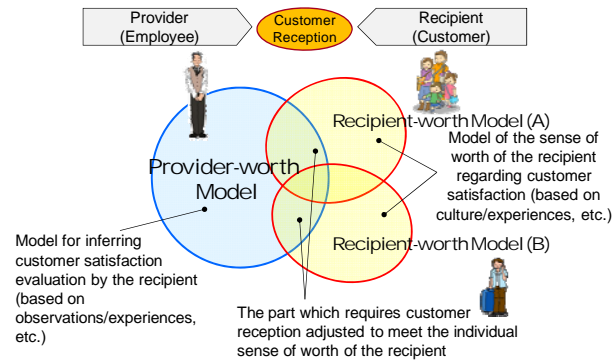 Provider
(Employee)
Customer
Reception
Recipient
(Customer)
Recipient-worth Model (A)
Provider-worth
Model
Model of the sense of
worth of the recipient
regarding customer
satisfaction (based on
culture/experiences, etc.)
Recipient-worth Model (B)
Model for inferring
customer satisfaction
evaluation by the recipient
(based on
observations/experiences,
etc.)
The part which requires customer
reception adjusted to meet the individual
sense of worth of the recipient